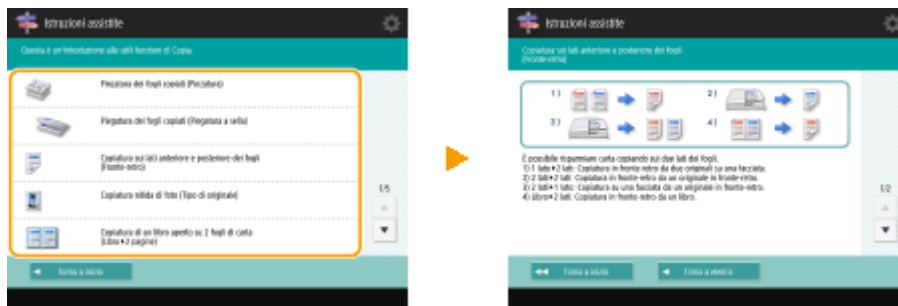 Istruzioni assistite
Questa è un'introduzione alle utili funzioni di Copia.
Pinzatura dei fogli copiati (Pinzatura)
Piegatura dei fogli copiati (Piegatura a sella)
Copiatura sui lati anteriore e posteriore dei fogli
(Fronte-retro)
Copiatura nitida di foto (Tipo di originale)
Copiatura di un libro aperto su 2 fogli di carta
(Libro▸2 pagine)
1/5
Torna a inizio
Istruzioni assistite
Copiatura sui lati anteriore e posteriore dei fogli
(Fronte-retro)
1) 2)
3) 4)
È possibile risparmiare carta copiando sui due lati dei fogli.
1) 1 lato▸2 lati: Copiatura in fronte-retro da due originali su una facciata.
2) 2 lati▸2 lati: Copiatura in fronte-retro da un originale in fronte-retro.
3) 2 lati▸1 lato: Copiatura su una facciata da un originale in fronte-retro.
4) Libro▸2 lati: Copiatura in fronte-retro da un libro.
1/2
Torna a inizio
Torna a elenco